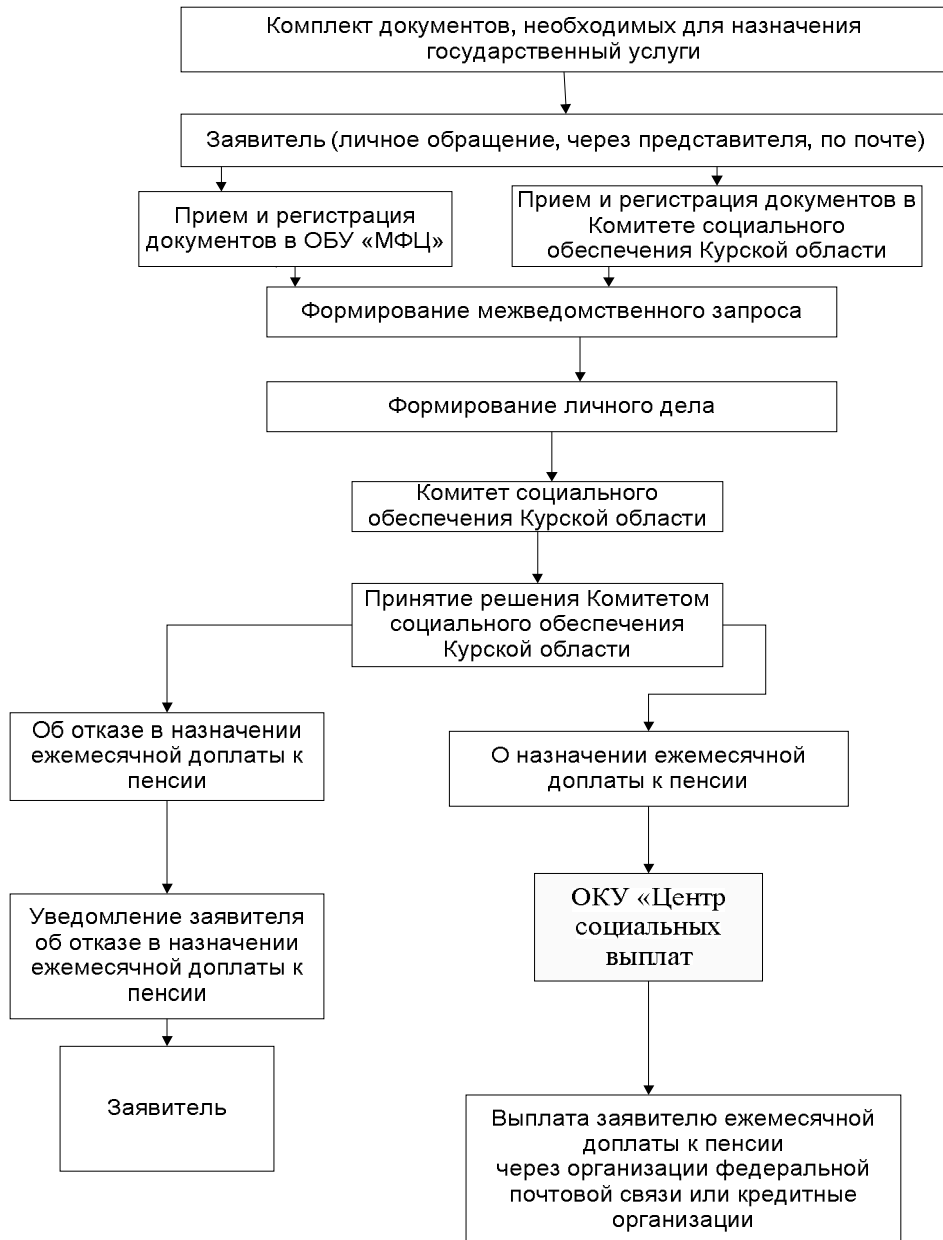 Комплект документов, необходимых для назначения
государственный услуги
Заявитель (личное обращение, через представителя, по почте)
Прием и регистрация
документов в ОБУ «МФЦ»
Прием и регистрация документов в
Комитете социального
обеспечения Курской области
Формирование межведомственного запроса
Формирование личного дела
Комитет социального
обеспечения Курской области
Принятие решения Комитетом
социального обеспечения
Курской области
Об отказе в назначении
ежемесячной доплаты к
пенсии
О назначении ежемесячной
доплаты к пенсии
Уведомление заявителя
об отказе в назначении
ежемесячной доплаты к
пенсии
ОКУ «Центр
социальных
выплат
Заявитель
Выплата заявителю ежемесячной
доплаты к пенсии
через организации федеральной
почтовой связи или кредитные
организации